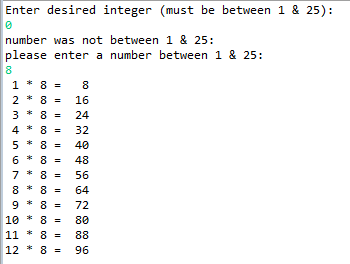 Enter desired integer (must be between 1 & 25):
0
number was not between 1 & 25:
please enter a number between 1 & 25:
8
 1 * 8 =   8
 2 * 8 =  16
 3 * 8 =  24
 4 * 8 =  32
 5 * 8 =  40
 6 * 8 =  48
 7 * 8 =  56
 8 * 8 =  64
 9 * 8 =  72
10 * 8 =  80
11 * 8 =  88
12 * 8 =  96